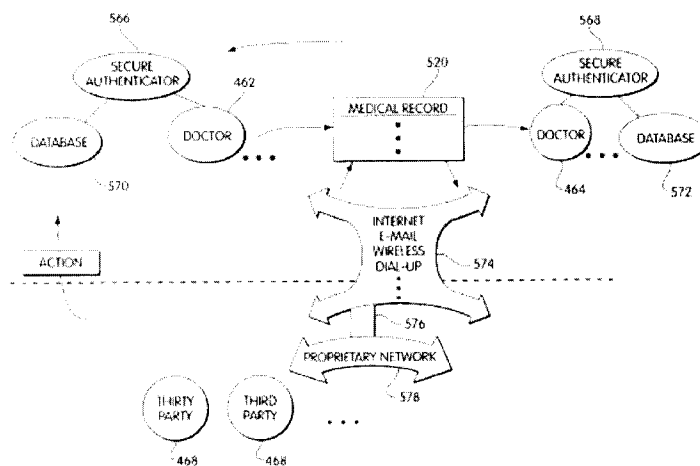 566
568
SECURE
AUTHENTICATOR
462
520
SECURE
AUTHENTICATOR
DATABASE
DOCTOR
MEDICAL RECORD
DOCTOR
DATABASE
570
464
572
INTERNET
E-MAIL
WIRELESS
DIAL-UP
574
ACTION
576
PROPRIETARY NETWORK
578
THIRTY
PARTY
THIRD
PARTY
468
468